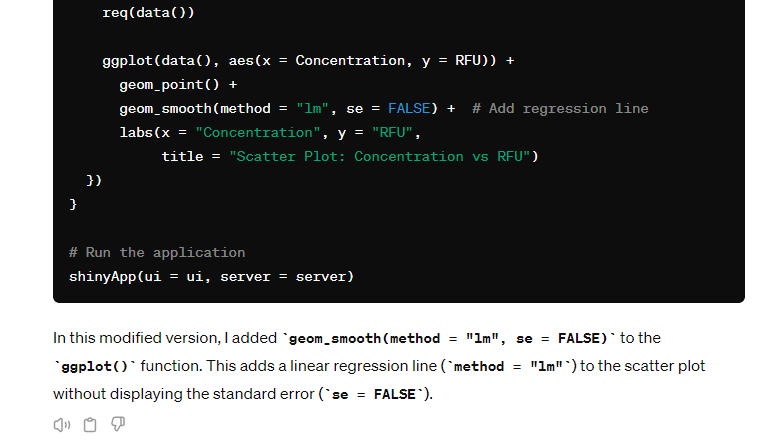 req(data())
ggplot(data(), aes(x = Concentration, y = RFU)) +
geom_point() +
geom_smooth(method = "lm", se = FALSE) +  # Add regression line
labs(x = "Concentration", y = "RFU",
title = "Scatter Plot: Concentration vs RFU")
})
}
# Run the application
shinyApp(ui = ui, server = server)
In this modified version, I added `geom_smooth(method = "lm", se = FALSE)` to the
`ggplot()` function. This adds a linear regression line (`method = "lm"`) to the scatter plot
without displaying the standard error (`se = FALSE`).